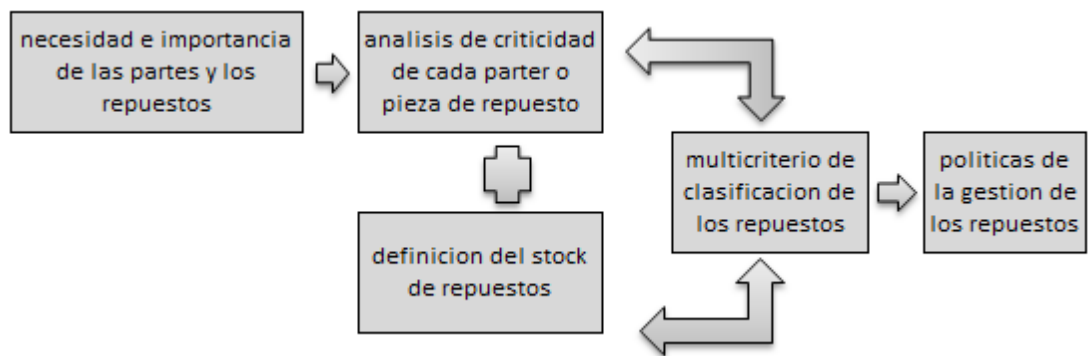 necesidad e importancia
de las partes y los
repuestos
analisis de criticidad
de cada parter o
pieza de repuesto
definicion del stock
de repuestos
multicriterio de
clasificacion de
los repuestos
politicas de
la gestion de
los repuestos